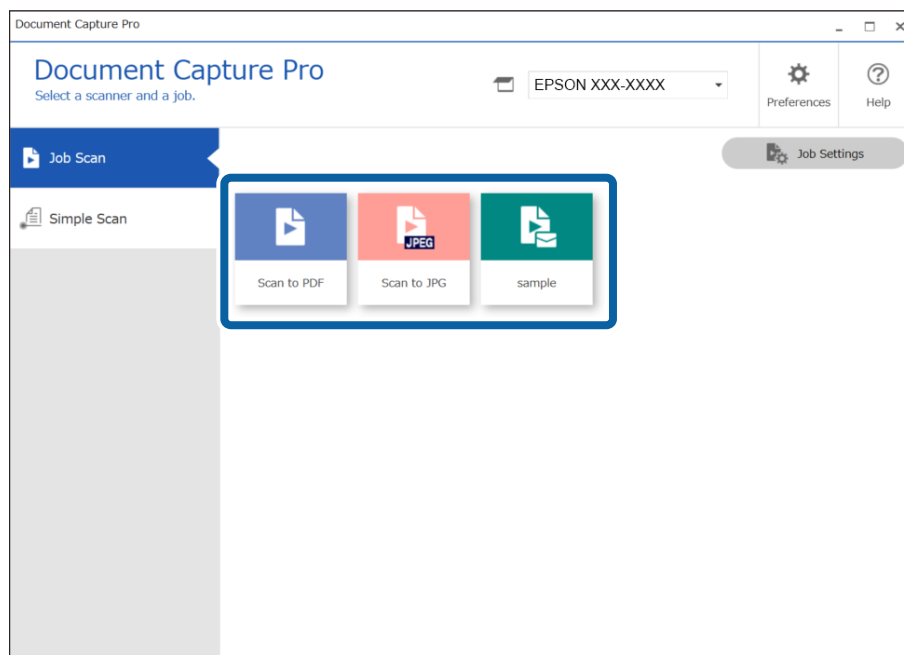 Document Capture Pro
Document Capture Pro
Select a scanner and a job.
EPSON XXX-XXXX
Preferences
Help
Job Scan
Job Settings
Simple Scan
JPEG
Scan to PDF
Scan to JPG
sample